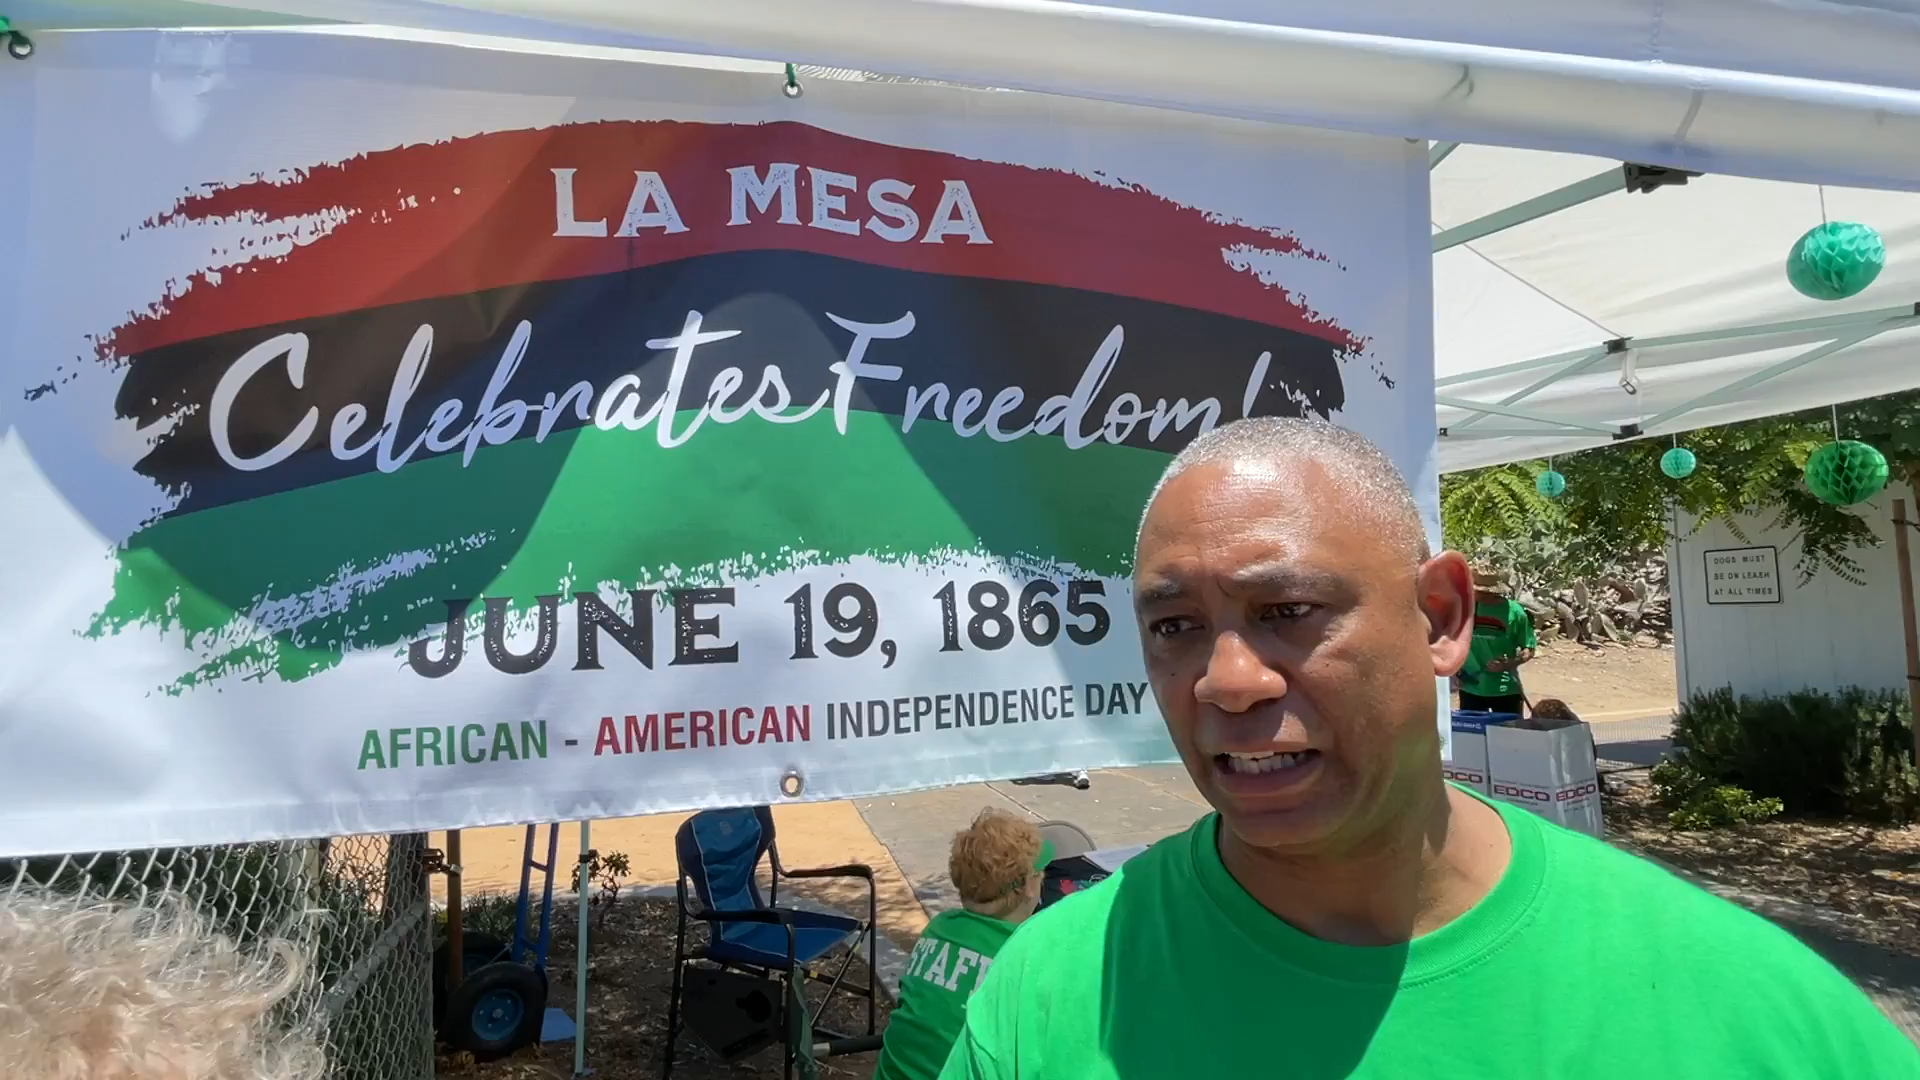 LA MESA
Celebrates Freedom!
JUNE 19, 1865
AFRICAN - AMERICAN INDEPENDENCE DAY
DOGS MUST
BE ON LEASH
AT ALL TIMES
EDCO
EDCO
STAFF